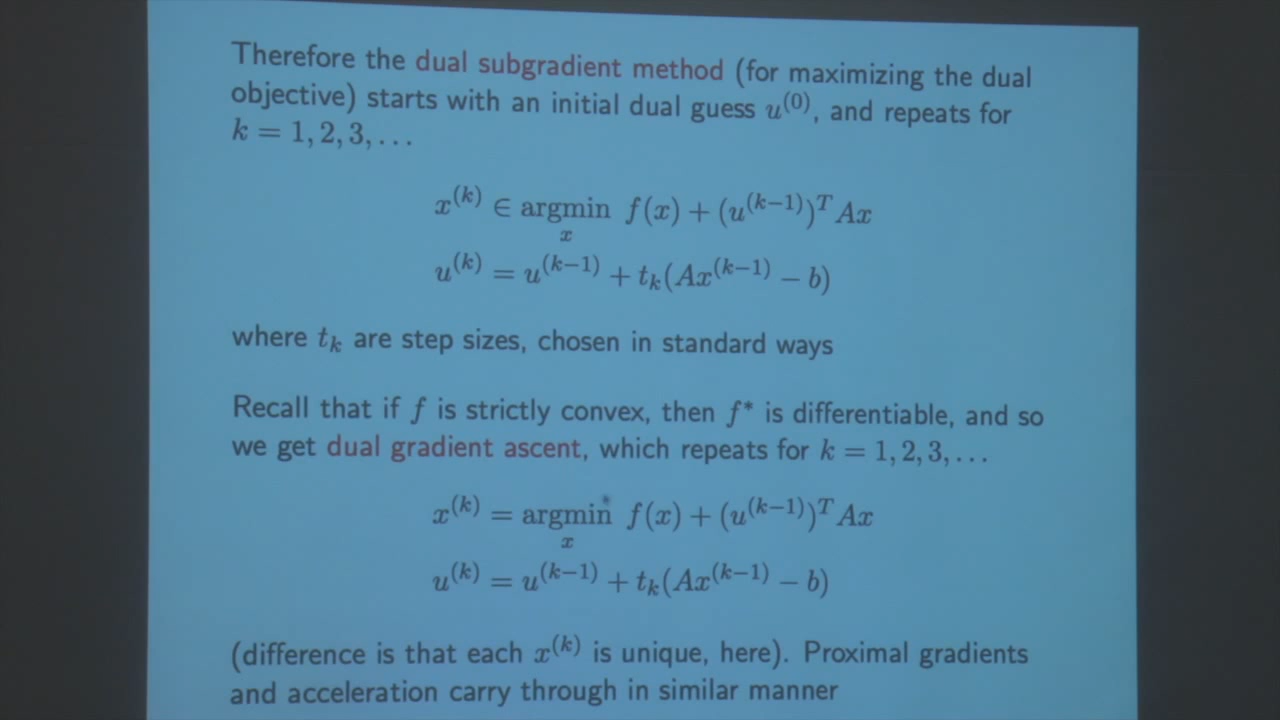 Therefore the dual subgradient method (for maximizing the dual
objective) starts with an initial dual guess u^(0), and repeats for
k = 1, 2, 3, . . .
x^(k) ∈ argmin_x f(x) + (u^(k−1))^T Ax
u^(k) = u^(k−1) + t_k(Ax^(k−1) − b)
where t_k are step sizes, chosen in standard ways
Recall that if f is strictly convex, then f* is differentiable, and so
we get dual gradient ascent, which repeats for k = 1, 2, 3, . . .
x^(k) = argmin_x f(x) + (u^(k−1))^T Ax
u^(k) = u^(k−1) + t_k(Ax^(k−1) − b)
(difference is that each x^(k) is unique, here). Proximal gradients
and acceleration carry through in similar manner